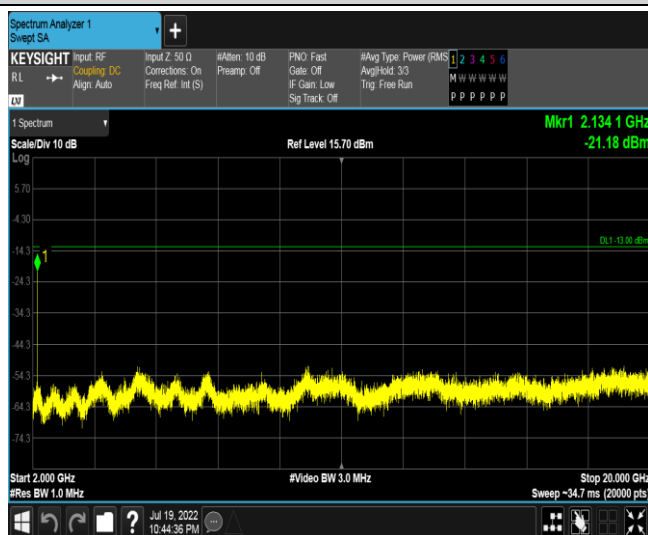 Spectrum Analyzer 1
Swept SA
+
KEYSIGHT
RL
Input: RF
Coupling: DC
Align: Auto
Input Z: 50 Ω
Corrections: On
Freq Ref: Int (S)
#Atten: 10 dB
Preamp: Off
PNO: Fast
Gate: Off
IF Gain: Low
Sig Track: Off
#Avg Type: Power (RMS
Avg|Hold: 3/3
Trig: Free Run
1 2 3 4 5 6
M W W W W W
P P P P P P
LXI
1 Spectrum
Mkr1 2.134 1 GHz
Scale/Div 10 dB
Ref Level 15.70 dBm
-21.18 dBm
Log
5.70
-4.30
DL1 -13.00 dBm
-14.3
1
-24.3
-34.3
-44.3
-54.3
-64.3
-74.3
Start 2.000 GHz
#Video BW 3.0 MHz
Stop 20.000 GHz
#Res BW 1.0 MHz
Sweep ~34.7 ms (20000 pts)
?
Jul 19, 2022
10:44:36 PM